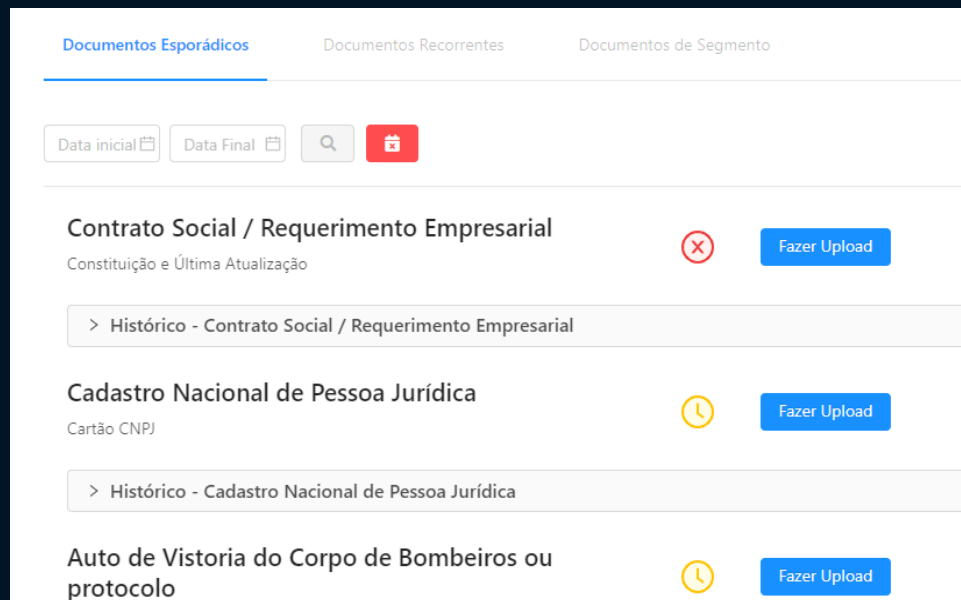 Documentos Esporádicos Documentos Recorrentes Documentos de Segmento
Data inicial Data Final
Contrato Social / Requerimento Empresarial
Constituição e Última Atualização
Fazer Upload
> Histórico - Contrato Social / Requerimento Empresarial
Cadastro Nacional de Pessoa Jurídica
Cartão CNPJ
Fazer Upload
> Histórico - Cadastro Nacional de Pessoa Jurídica
Auto de Vistoria do Corpo de Bombeiros ou
protocolo
Fazer Upload